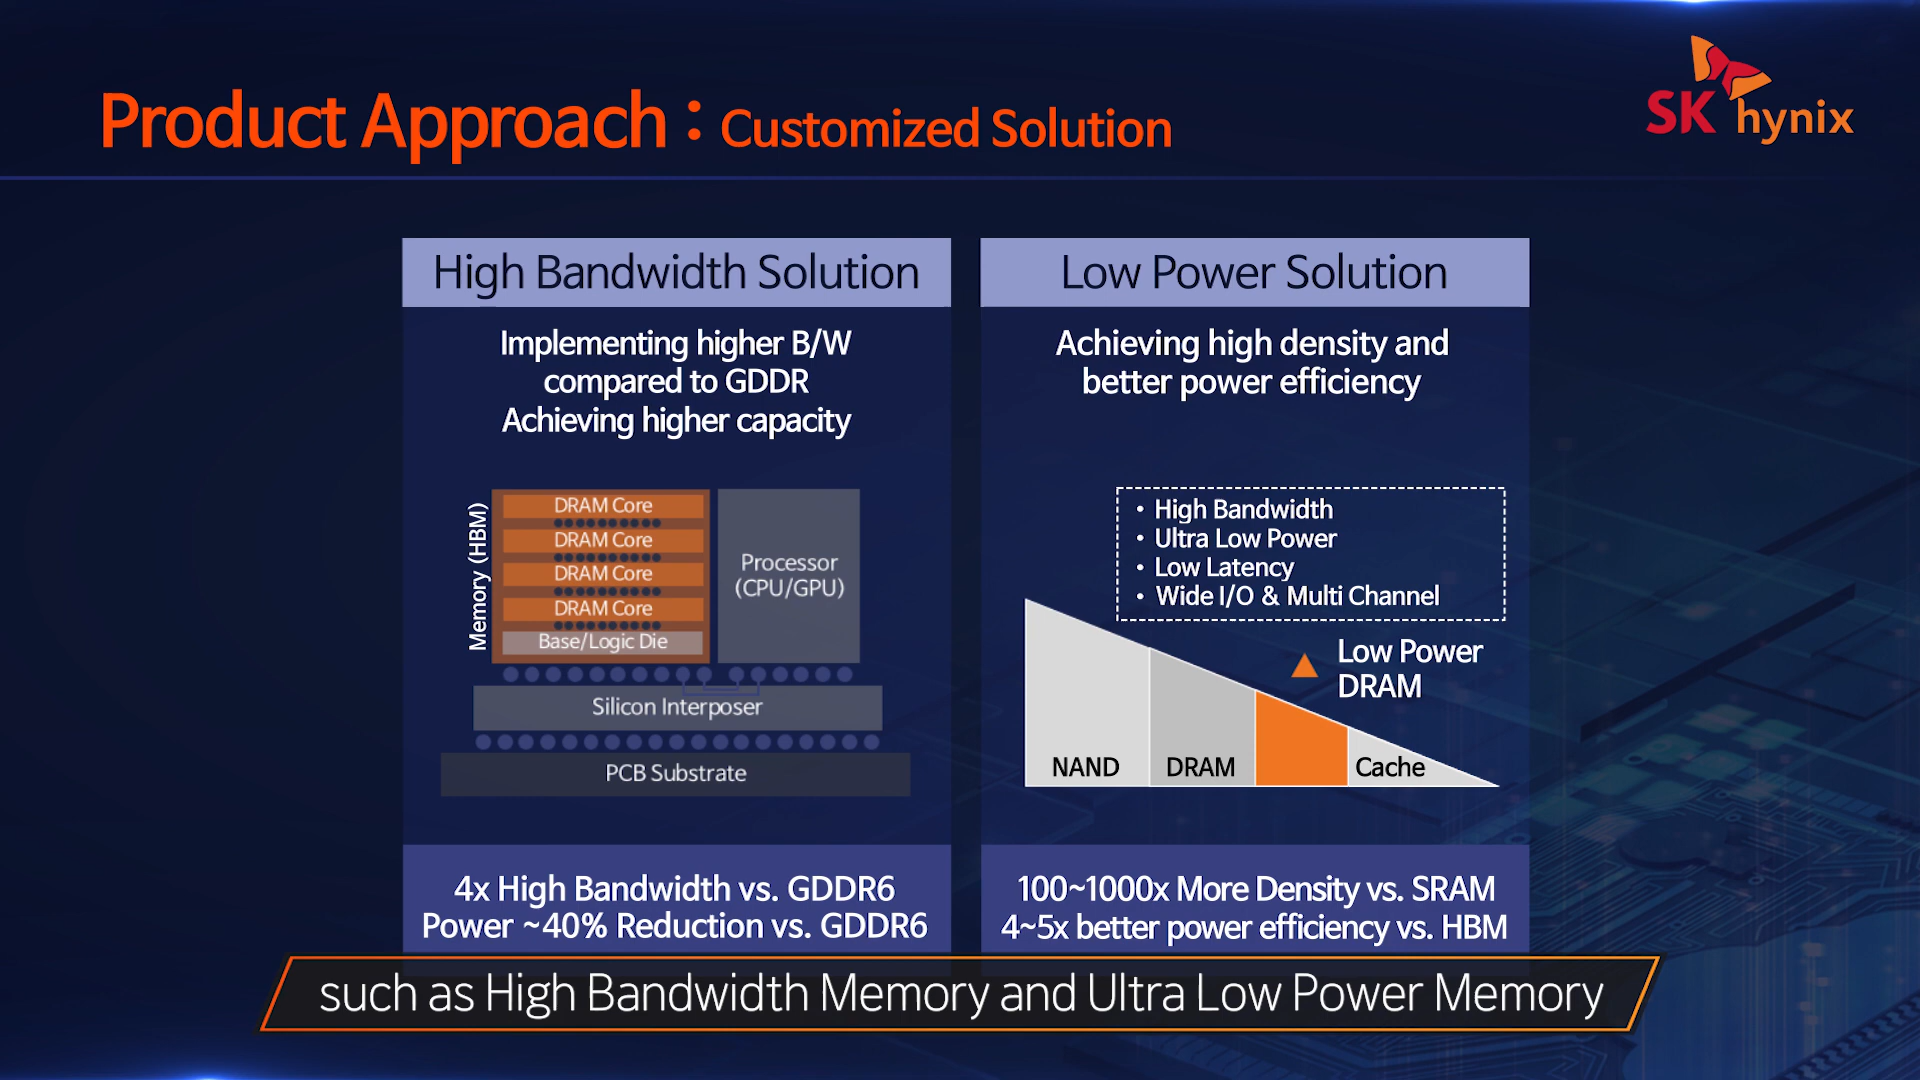 Product Approach : Customized Solution
SK hynix
High Bandwidth Solution
Implementing higher B/W
compared to GDDR
Achieving higher capacity
Memory (HBM)
DRAM Core
DRAM Core
DRAM Core
DRAM Core
Base/Logic Die
Processor
(CPU/GPU)
Silicon Interposer
PCB Substrate
4x High Bandwidth vs. GDDR6
Power ~40% Reduction vs. GDDR6
Low Power Solution
Achieving high density and
better power efficiency
• High Bandwidth
• Ultra Low Power
• Low Latency
• Wide I/O & Multi Channel
Low Power
DRAM
NAND
DRAM
Cache
100~1000x More Density vs. SRAM
4~5x better power efficiency vs. HBM
such as High Bandwidth Memory and Ultra Low Power Memory